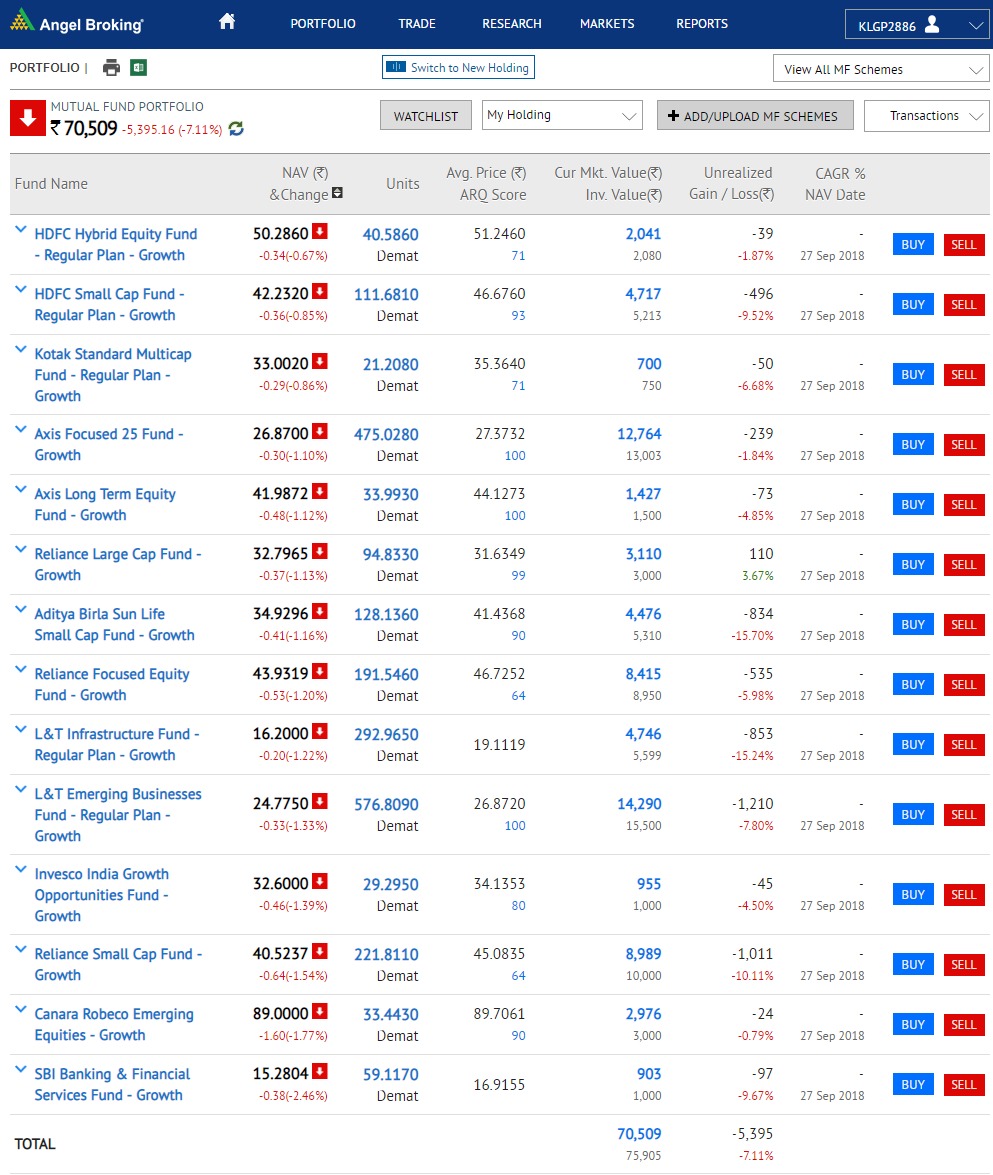 Angel Broking
PORTFOLIO TRADE RESEARCH MARKETS REPORTS KLGP2886
PORTFOLIO | Switch to New Holding View All MF Schemes
MUTUAL FUND PORTFOLIO
₹ 70,509 -5,395.16 (-7.11%) WATCHLIST My Holding + ADD/UPLOAD MF SCHEMES Transactions
Fund Name NAV (₹) Units Avg. Price (₹) Cur Mkt. Value(₹) Unrealized CAGR %
&Change ARQ Score Inv. Value(₹) Gain / Loss(₹) NAV Date
HDFC Hybrid Equity Fund 50.2860 40.5860 51.2460 2,041 -39 - BUY SELL
- Regular Plan - Growth -0.34(-0.67%) Demat 71 2,080 -1.87% 27 Sep 2018
HDFC Small Cap Fund - 42.2320 111.6810 46.6760 4,717 -496 - BUY SELL
Regular Plan - Growth -0.36(-0.85%) Demat 93 5,213 -9.52% 27 Sep 2018
Kotak Standard Multicap 33.0020 21.2080 35.3640 700 -50 - BUY SELL
Fund - Regular Plan - -0.29(-0.86%) Demat 71 750 -6.68% 27 Sep 2018
Growth
Axis Focused 25 Fund - 26.8700 475.0280 27.3732 12,764 -239 - BUY SELL
Growth -0.30(-1.10%) Demat 100 13,003 -1.84% 27 Sep 2018
Axis Long Term Equity 41.9872 33.9930 44.1273 1,427 -73 - BUY SELL
Fund - Growth -0.48(-1.12%) Demat 100 1,500 -4.85% 27 Sep 2018
Reliance Large Cap Fund - 32.7965 94.8330 31.6349 3,110 110 - BUY SELL
Growth -0.37(-1.13%) Demat 99 3,000 3.67% 27 Sep 2018
Aditya Birla Sun Life 34.9296 128.1360 41.4368 4,476 -834 - BUY SELL
Small Cap Fund - Growth -0.41(-1.16%) Demat 90 5,310 -15.70% 27 Sep 2018
Reliance Focused Equity 43.9319 191.5460 46.7252 8,415 -535 - BUY SELL
Fund - Growth -0.53(-1.20%) Demat 64 8,950 -5.98% 27 Sep 2018
L&T Infrastructure Fund - 16.2000 292.9650 19.1119 4,746 -853 - BUY SELL
Regular Plan - Growth -0.20(-1.22%) Demat 5,599 -15.24% 27 Sep 2018
L&T Emerging Businesses 24.7750 576.8090 26.8720 14,290 -1,210 - BUY SELL
Fund - Regular Plan - -0.33(-1.33%) Demat 100 15,500 -7.80% 27 Sep 2018
Growth
Invesco India Growth 32.6000 29.2950 34.1353 955 -45 - BUY SELL
Opportunities Fund - -0.46(-1.39%) Demat 80 1,000 -4.50% 27 Sep 2018
Growth
Reliance Small Cap Fund - 40.5237 221.8110 45.0835 8,989 -1,011 - BUY SELL
Growth -0.64(-1.54%) Demat 64 10,000 -10.11% 27 Sep 2018
Canara Robeco Emerging 89.0000 33.4430 89.7061 2,976 -24 - BUY SELL
Equities - Growth -1.60(-1.77%) Demat 90 3,000 -0.79% 27 Sep 2018
SBI Banking & Financial 15.2804 59.1170 16.9155 903 -97 - BUY SELL
Services Fund - Growth -0.38(-2.46%) Demat 1,000 -9.67% 27 Sep 2018
TOTAL 70,509 -5,395
75,905 -7.11%